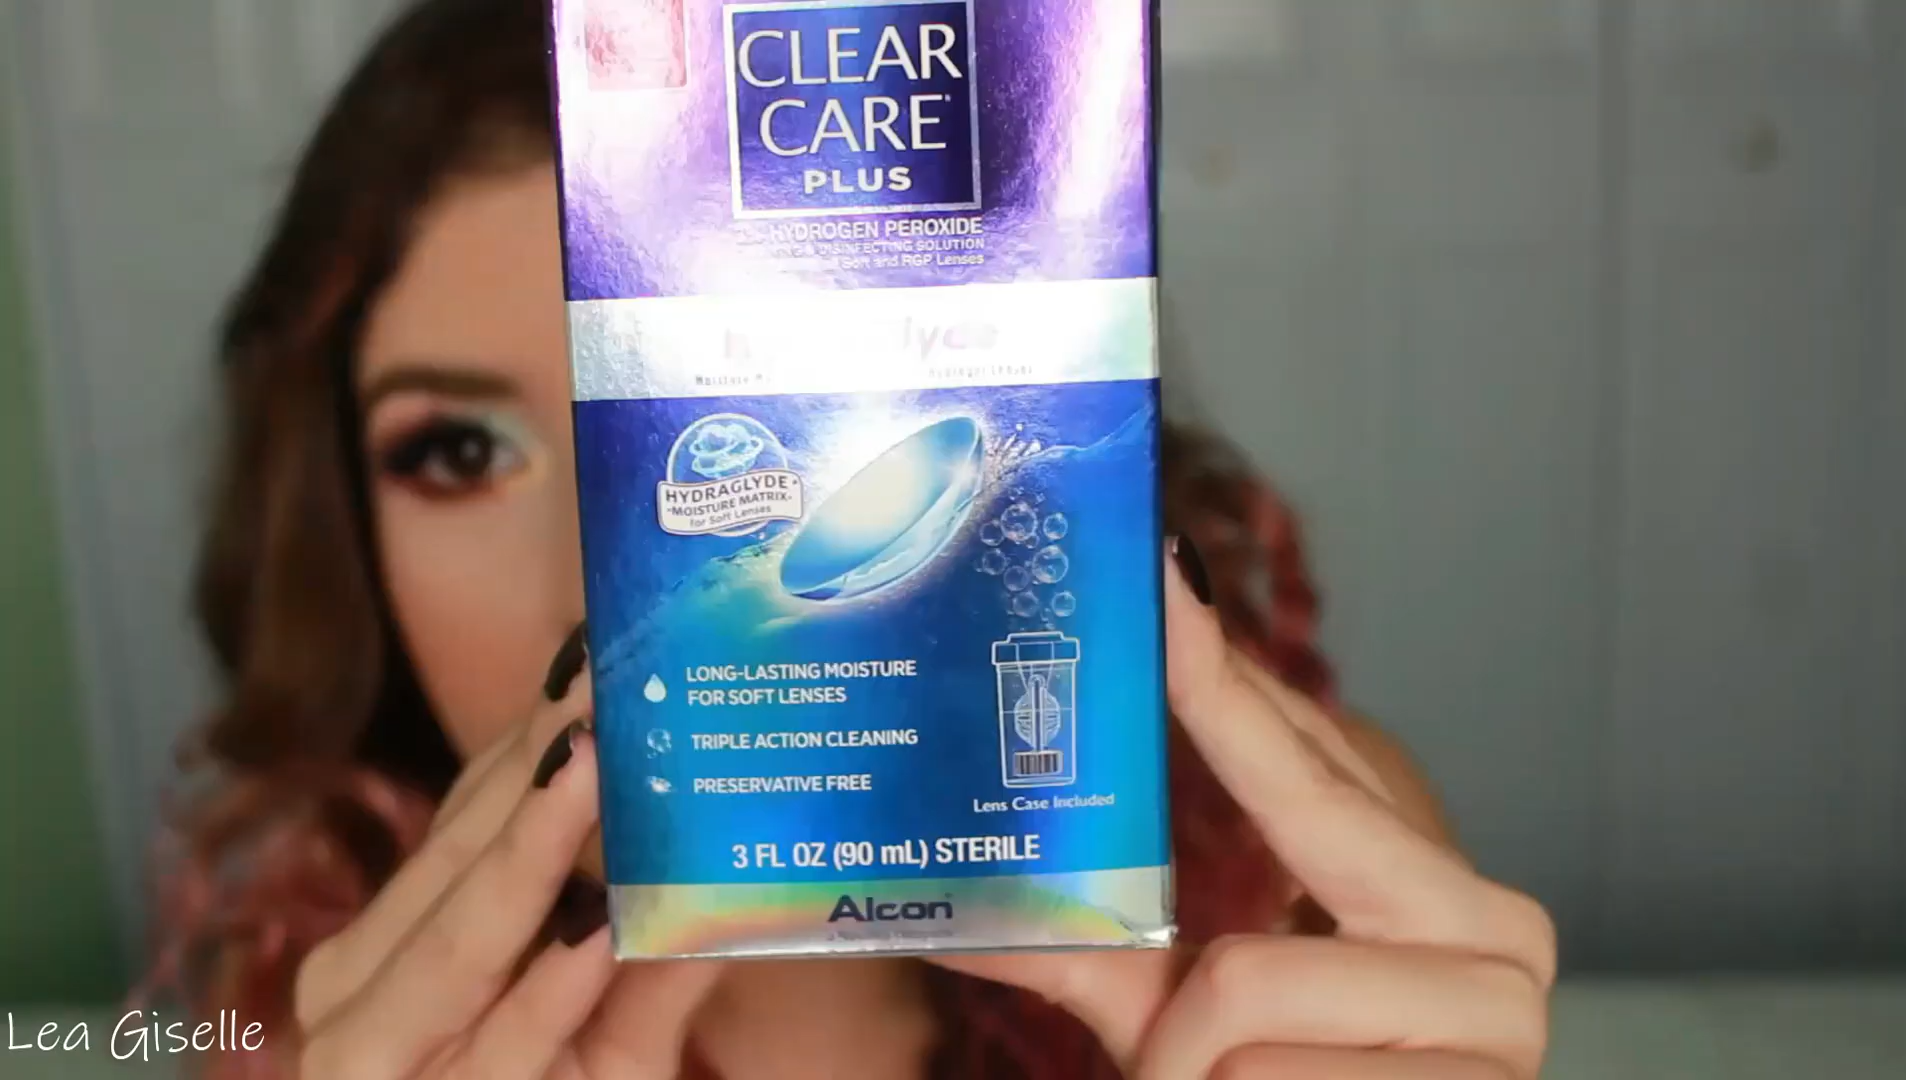 CLEAR
CARE
PLUS
HYDROGEN PEROXIDE
DISINFECTING SOLUTION
Soft and RGP Lenses
Moisture
HYDRAGLYDE
MOISTURE MATRIX
for Soft Lenses
LONG-LASTING MOISTURE
FOR SOFT LENSES
TRIPLE ACTION CLEANING
PRESERVATIVE FREE
Lens Case Included
3 FL OZ (90 mL) STERILE
Alcon
Lea Giselle